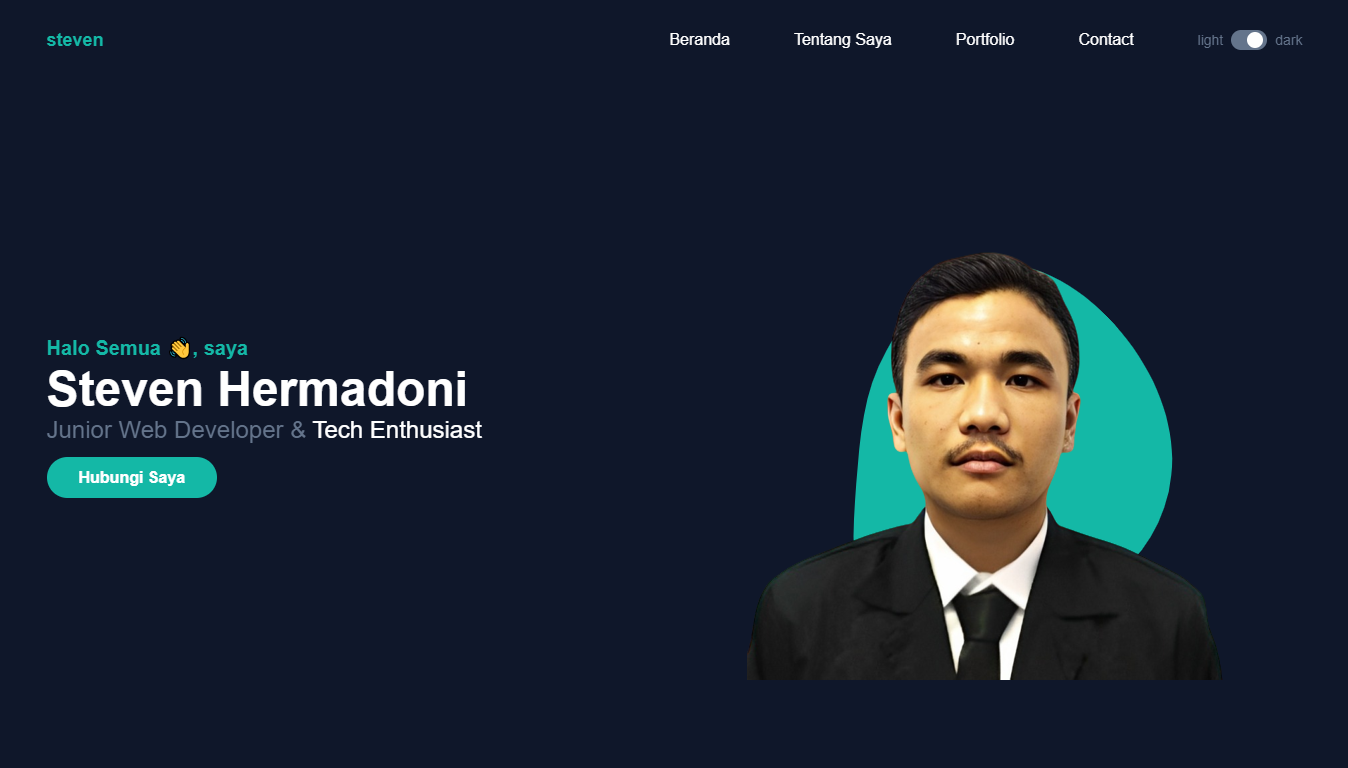 steven
Beranda
Tentang Saya
Portfolio
Contact
light
dark
Halo Semua 👋, saya
Steven Hermadoni
Junior Web Developer & Tech Enthusiast
Hubungi Saya